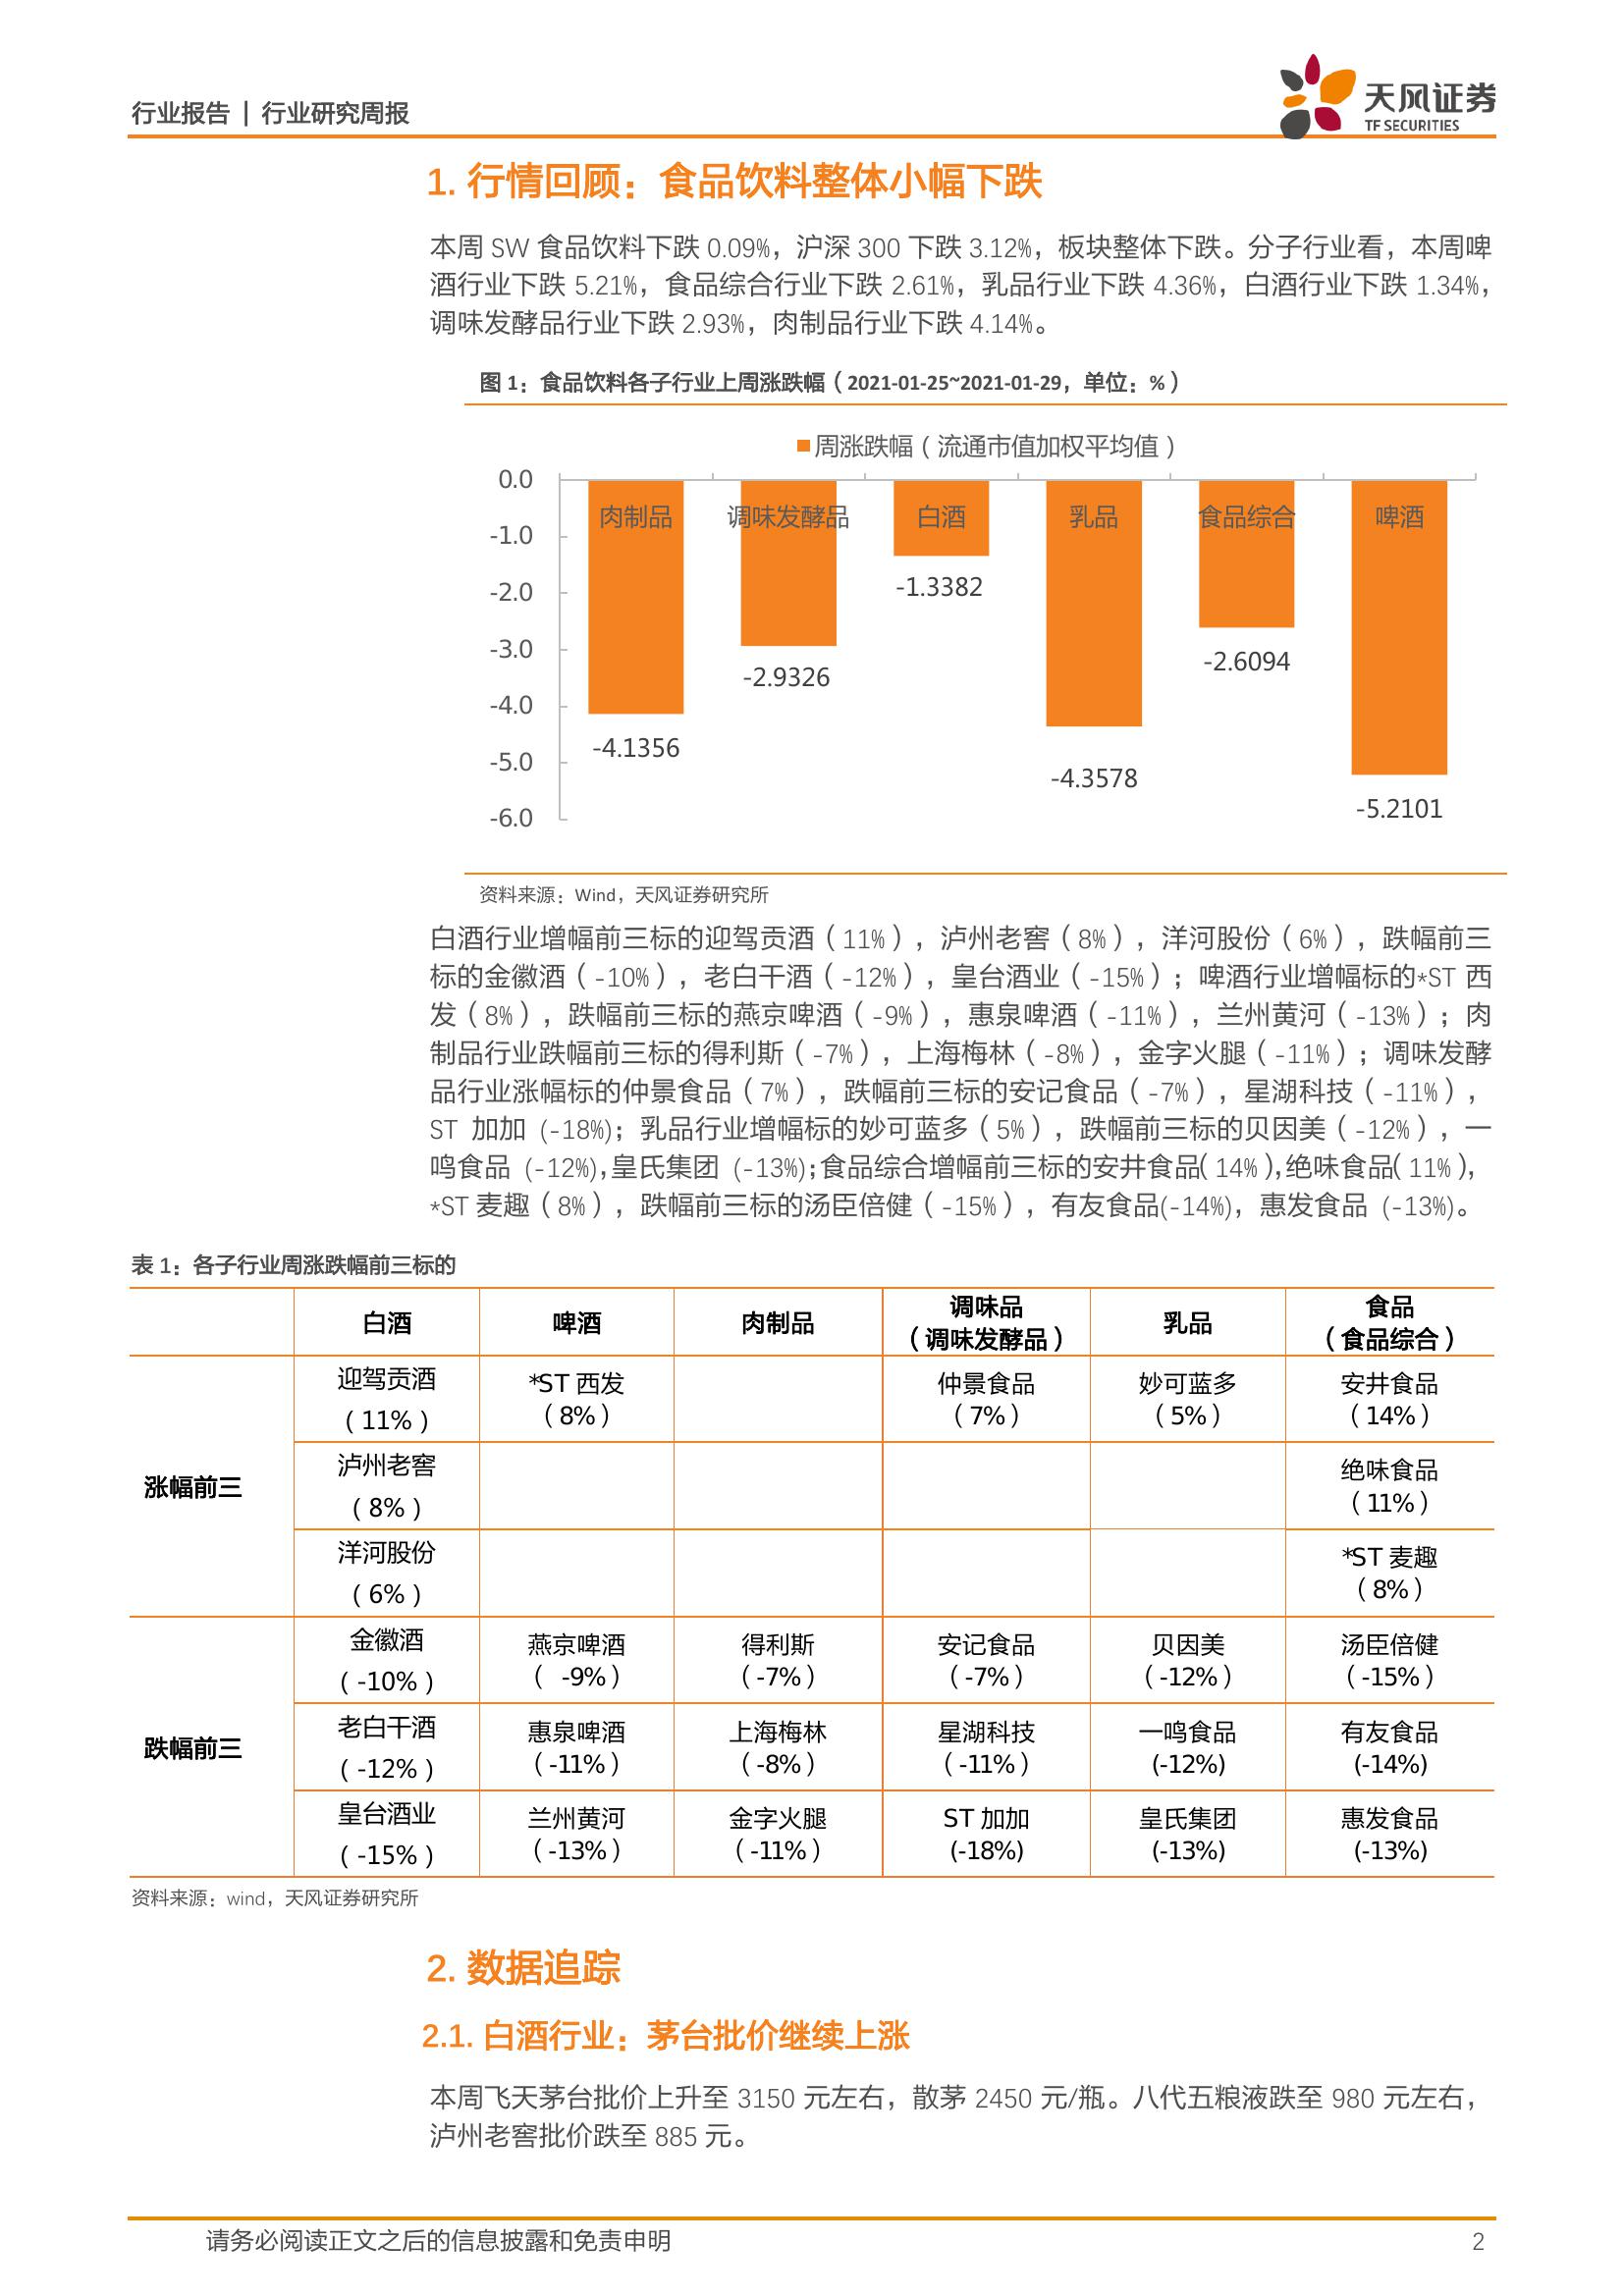 行业报告 | 行业研究周报
天风证券
TF SECURITIES
1. 行情回顾：食品饮料整体小幅下跌
本周 SW 食品饮料下跌 0.09%，沪深 300 下跌 3.12%，板块整体下跌。分子行业看，本周啤
酒行业下跌 5.21%，食品综合行业下跌 2.61%，乳品行业下跌 4.36%，白酒行业下跌 1.34%，
调味发酵品行业下跌 2.93%，肉制品行业下跌 4.14%。
图 1：食品饮料各子行业上周涨跌幅（2021-01-25~2021-01-29，单位：%）
周涨跌幅（流通市值加权平均值）
0.0
-1.0
-2.0
-3.0
-4.0
-5.0
-6.0
肉制品 调味发酵品 白酒 乳品 食品综合 啤酒
-4.1356
-2.9326
-1.3382
-4.3578
-2.6094
-5.2101
资料来源：Wind，天风证券研究所
白酒行业增幅前三标的迎驾贡酒（11%），泸州老窖（8%），洋河股份（6%），跌幅前三
标的金徽酒（-10%），老白干酒（-12%），皇台酒业（-15%）；啤酒行业增幅标的*ST 西
发（8%），跌幅前三标的燕京啤酒（-9%），惠泉啤酒（-11%），兰州黄河（-13%）；肉
制品行业跌幅前三标的得利斯（-7%），上海梅林（-8%），金字火腿（-11%）；调味发酵
品行业涨幅标的仲景食品（7%），跌幅前三标的安记食品（-7%），星湖科技（-11%），
ST 加加 (-18%)；乳品行业增幅标的妙可蓝多（5%），跌幅前三标的贝因美（-12%），一
鸣食品 (-12%),皇氏集团 (-13%);食品综合增幅前三标的安井食品（14%）,绝味食品（11%），
*ST 麦趣（8%），跌幅前三标的汤臣倍健（-15%），有友食品(-14%)，惠发食品 (-13%)。
表 1：各子行业周涨跌幅前三标的
白酒 啤酒 肉制品 调味品（调味发酵品） 乳品 食品（食品综合）
涨幅前三
迎驾贡酒（11%） *ST 西发（8%） 仲景食品（7%） 妙可蓝多（5%） 安井食品（14%）
泸州老窖（8%） 绝味食品（11%）
洋河股份（6%） *ST 麦趣（8%）
跌幅前三
金徽酒（-10%） 燕京啤酒（ -9%） 得利斯（-7%） 安记食品（-7%） 贝因美（-12%） 汤臣倍健（-15%）
老白干酒（-12%） 惠泉啤酒（-11%） 上海梅林（-8%） 星湖科技（-11%） 一鸣食品(-12%) 有友食品(-14%)
皇台酒业（-15%） 兰州黄河（-13%） 金字火腿（-11%） ST 加加(-18%) 皇氏集团(-13%) 惠发食品(-13%)
资料来源：wind，天风证券研究所
2. 数据追踪
2.1. 白酒行业：茅台批价继续上涨
本周飞天茅台批价上升至 3150 元左右，散茅 2450 元/瓶。八代五粮液跌至 980 元左右，
泸州老窖批价跌至 885 元。
请务必阅读正文之后的信息披露和免责申明 2